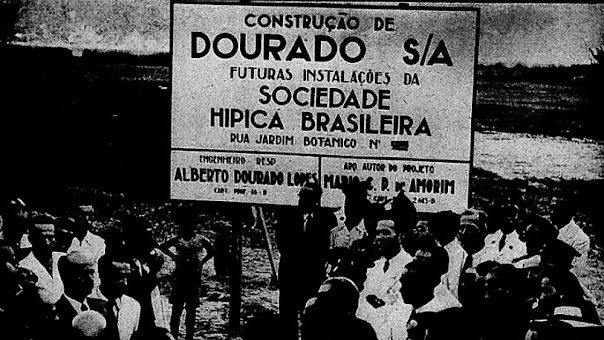 CONSTRUÇÃO DE
DOURADO S/A
FUTURAS INSTALAÇÕES DA
SOCIEDADE
HIPICA BRASILEIRA
RUA JARDIM BOTANICO Nº
ENGENHEIRO RESP.
ALBERTO DOURADO LOPES
ARQ. AUTOR DO PROJETO
MARIO C. R. DE AMORIM